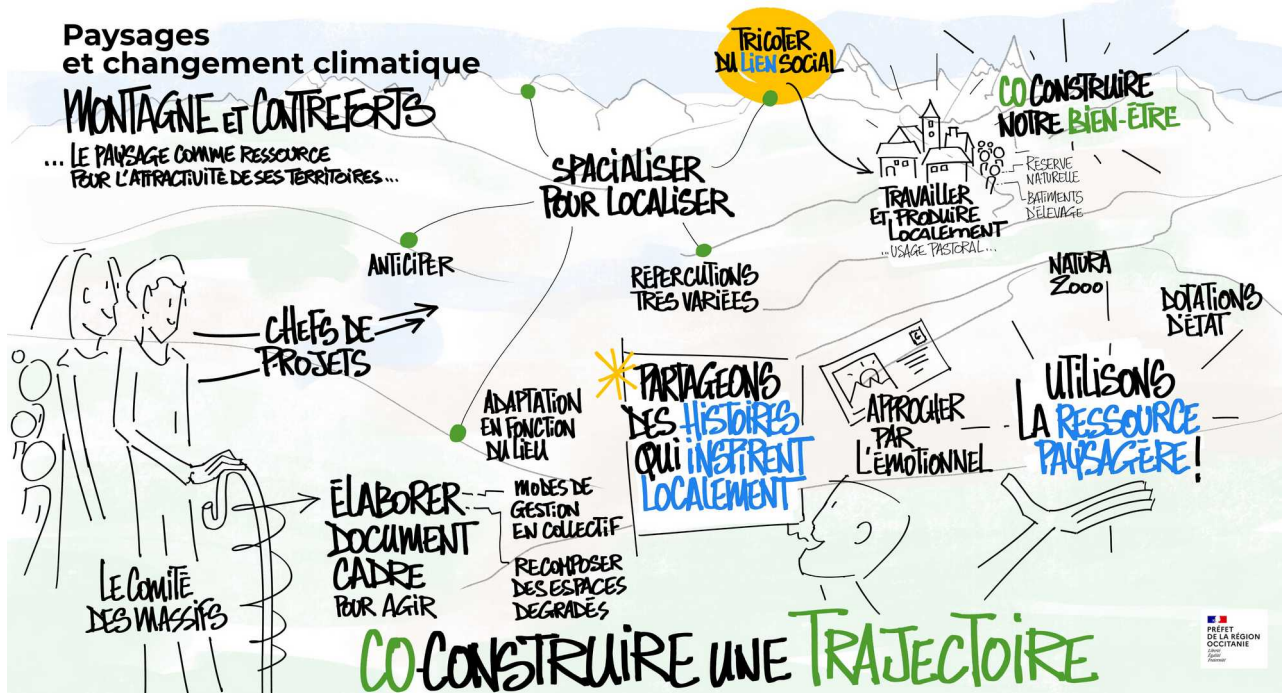 Paysages
et changement climatique
MONTAGNE ET CONTREFORTS
... LE PAYSAGE COMME RESSOURCE
POUR L'ATTRACTIVITÉ DE SES TERRITOIRES...
TRICOTER
DU LIEN SOCIAL
CO CONSTRUIRE
NOTRE BIEN-ÊTRE
RÉSERVE
NATURELLE
BATIMENTS
D'ÉLEVAGE
TRAVAILLER
ET PRODUIRE
LOCALEMENT
... USAGE PASTORAL...
SPACIALISER
POUR LOCALISER
ANTICIPER
RÉPERCUTIONS
TRÈS VARIÉES
NATURA
2000
DOTATIONS
D'ÉTAT
CHEFS DE
PROJETS
ADAPTATION
EN FONCTION
DU LIEU
PARTAGEONS
DES HISTOIRES
QUI INSPIRENT
LOCALEMENT
APPROCHER
PAR
L'ÉMOTIONNEL
UTILISONS
LA RESSOURCE
PAYSAGÈRE!
ÉLABORER
DOCUMENT
CADRE
POUR AGIR
MODES DE
GESTION
EN COLLECTIF
RECOMPOSER
DES ESPACES
DEGRADÉS
LE COMITÉ
DES MASSIFS
CO-CONSTRUIRE UNE TRAJECTOIRE
PRÉFET
DE LA RÉGION
OCCITANIE
Liberté
Égalité
Fraternité